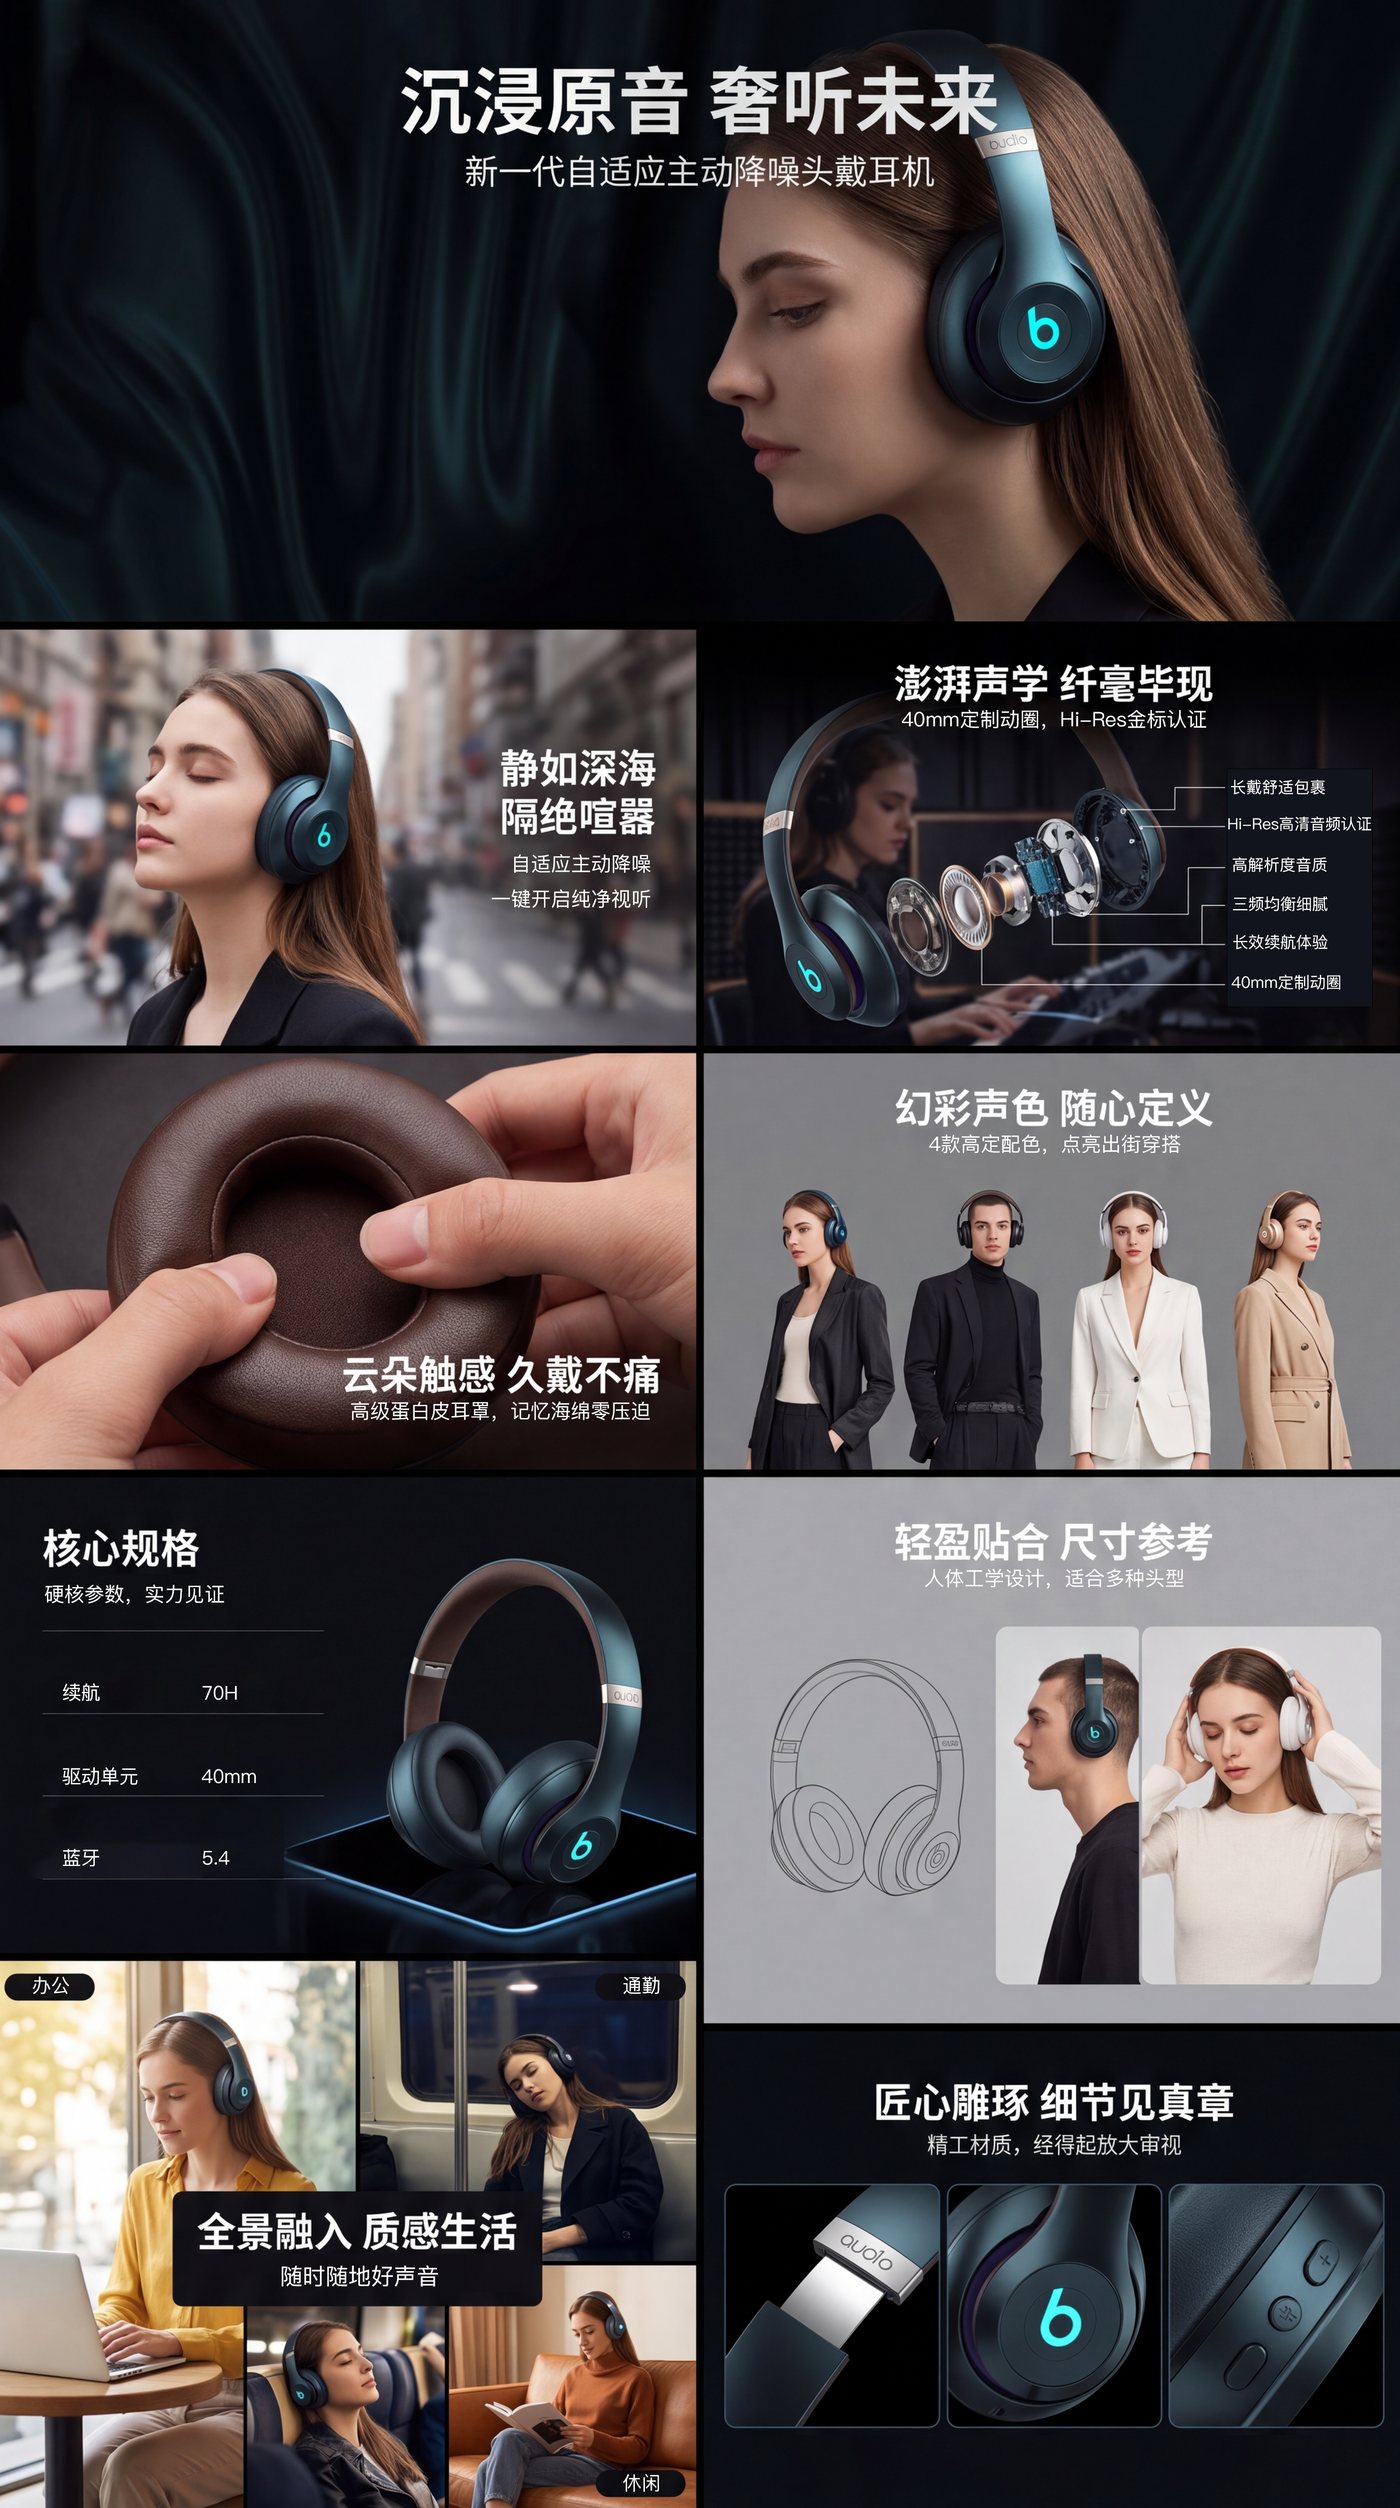 沉浸原音 奢听未来
新一代自适应主动降噪头戴耳机
budio
b
静如深海
隔绝喧器
自适应主动降噪
一键开启纯净视听
澎湃声学 纤毫毕现
40mm定制动圈，Hi-Res金标认证
长戴舒适包裹
Hi-Res高清音频认证
高解析度音质
三频均衡细腻
长效续航体验
40mm定制动圈
云朵触感 久戴不痛
高级蛋白皮耳罩，记忆海绵零压迫
幻彩声色 随心定义
4款高定配色，点亮出街穿搭
核心规格
硬核参数，实力见证
续航 70H
驱动单元 40mm
蓝牙 5.4
轻盈贴合 尺寸参考
人体工学设计，适合多种头型
办公
通勤
全景融入 质感生活
随时随地好声音
休闲
匠心雕琢 细节见真章
精工材质，经得起放大审视
auo1o
b